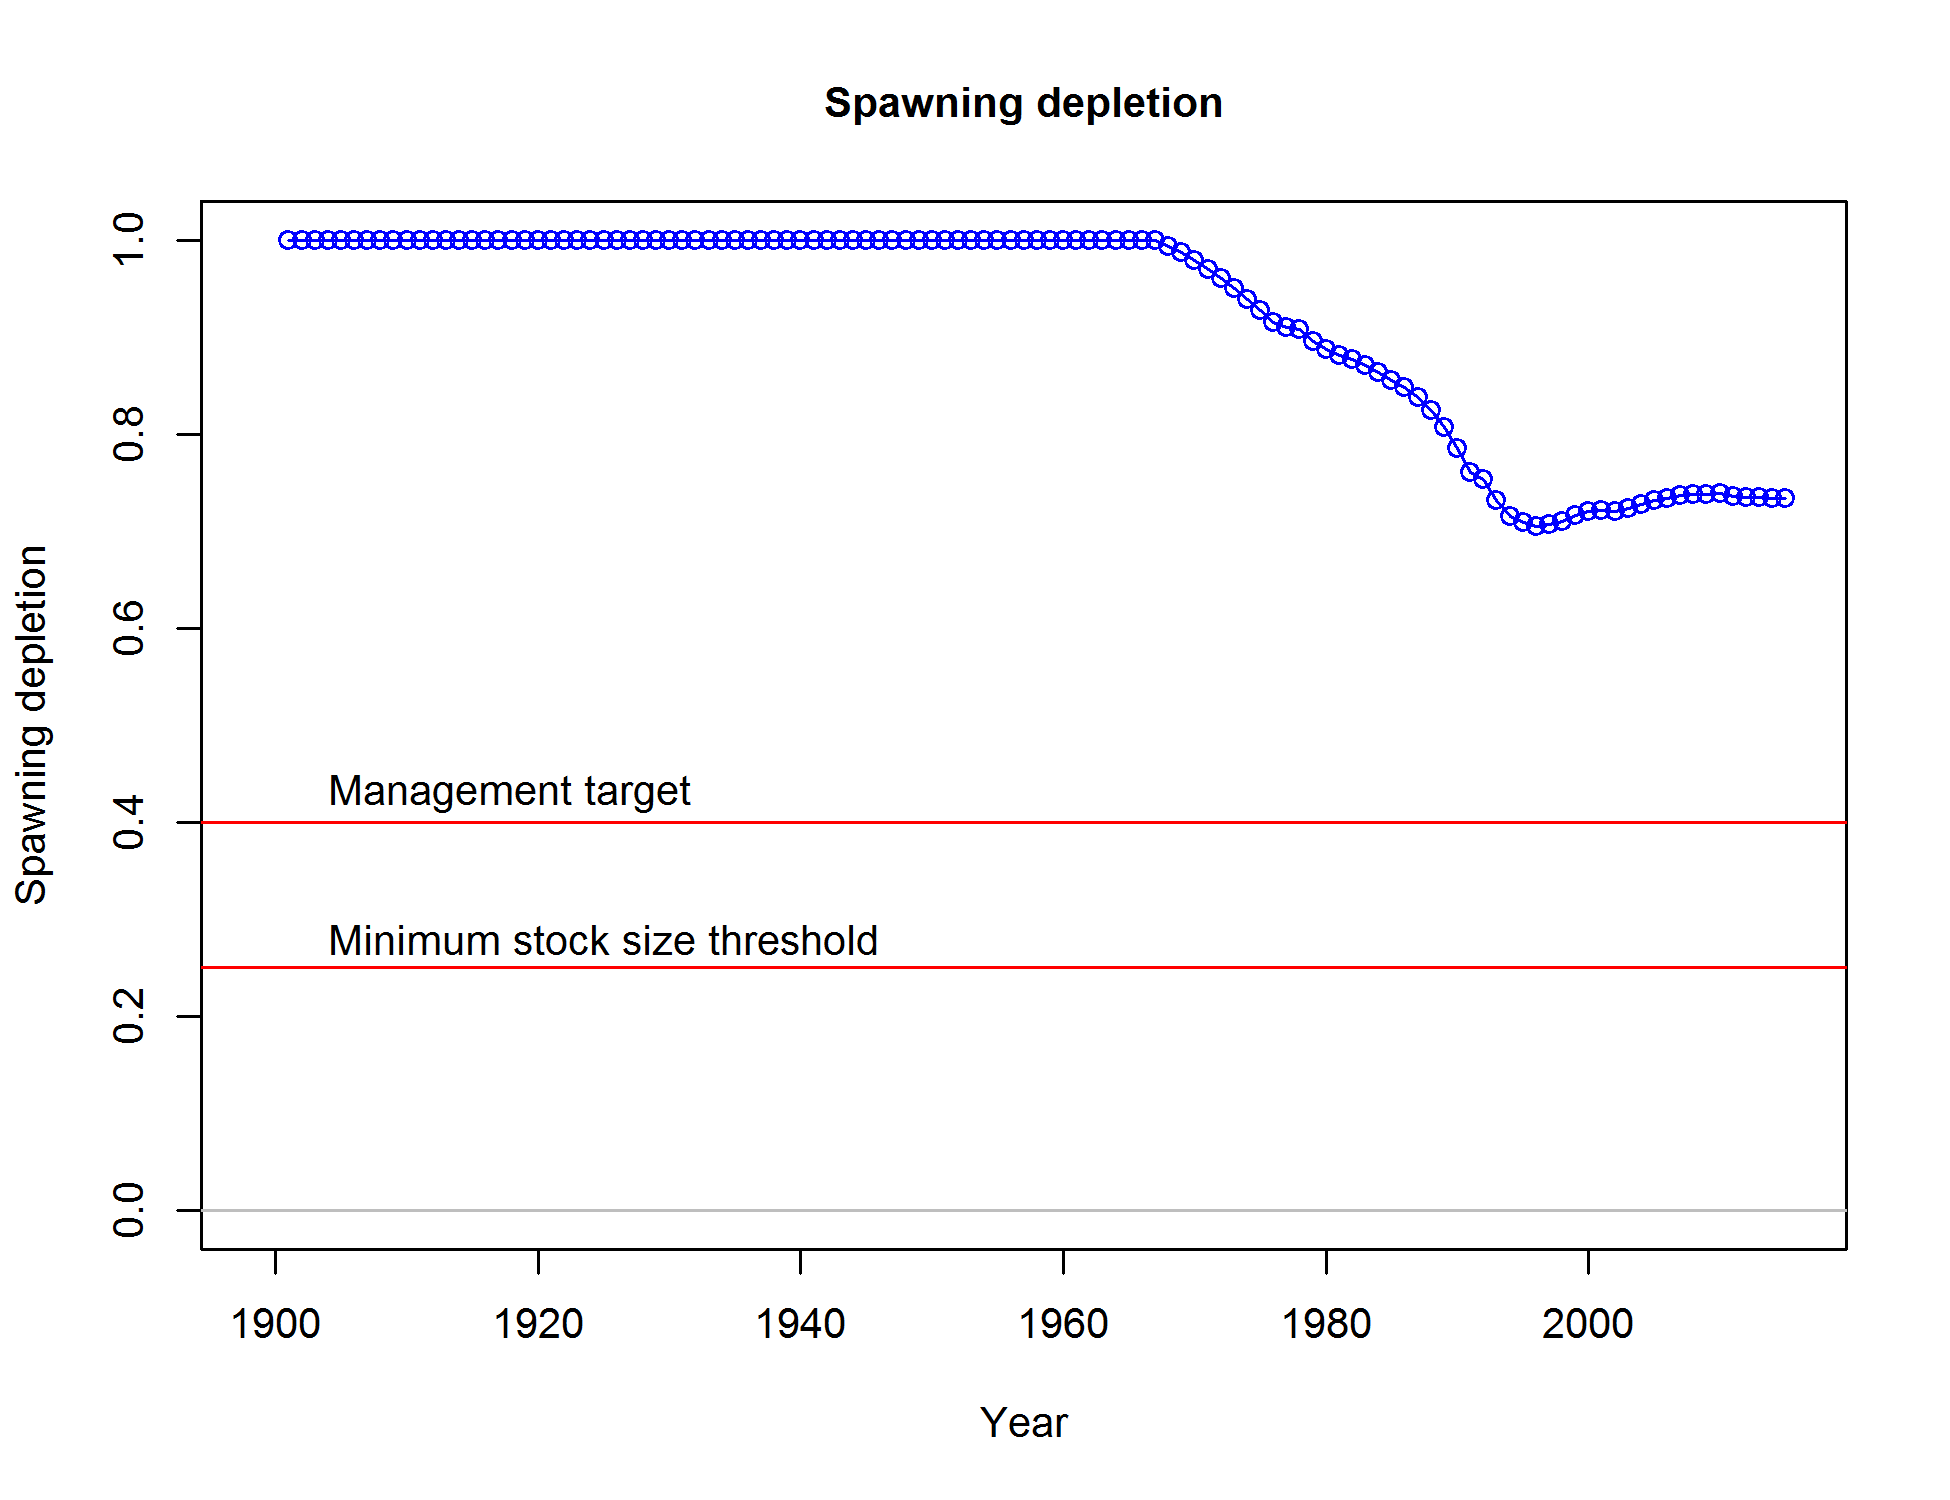 Spawning depletion
Spawning depletion
1.0
0.8
0.6
0.4
0.2
0.0
Management target
Minimum stock size threshold
1900 1920 1940 1960 1980 2000
Year